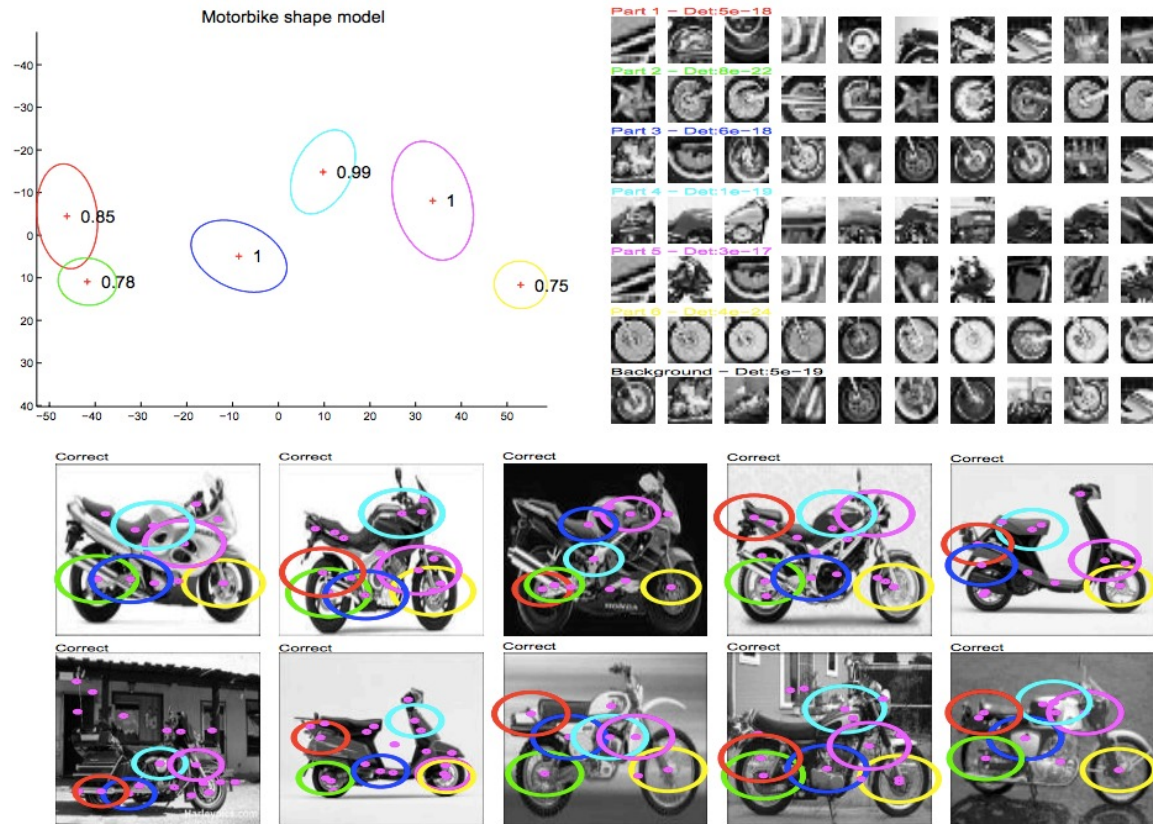 Motorbike shape model
-40
-30
-20
-10
0
10
20
30
40
-50
-40
-30
-20
-10
0
10
20
30
40
50
0.85
0.78
1
0.99
1
0.75
Part 1 - Det:5e-18
Part 2 - Det:8e-22
Part 3 - Det:6e-18
Part 4 - Det:1e-19
Part 5 - Det:3e-17
Part 6 - Det:4e-24
Background - Det:5e-19
Correct
Correct
Correct
Correct
Correct
HONDA
Correct
Correct
Correct
Correct
Correct